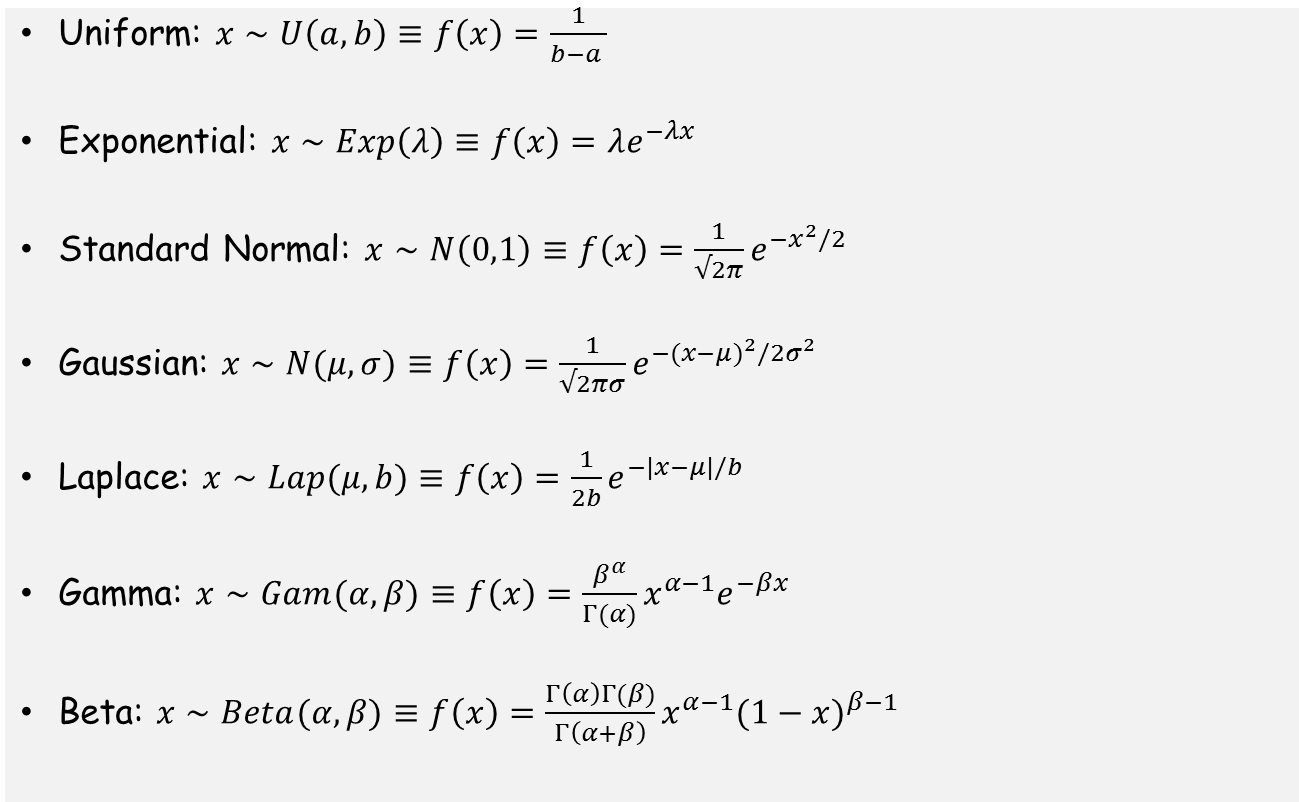 • Uniform: x ~ U(a, b) ≡ f(x) = 1/(b−a)
• Exponential: x ~ Exp(λ) ≡ f(x) = λe^(−λx)
• Standard Normal: x ~ N(0,1) ≡ f(x) = 1/(√2π) e^(−x²/2)
• Gaussian: x ~ N(μ, σ) ≡ f(x) = 1/(√2πσ) e^(−(x−μ)²/2σ²)
• Laplace: x ~ Lap(μ, b) ≡ f(x) = 1/(2b) e^(−|x−μ|/b)
• Gamma: x ~ Gam(α, β) ≡ f(x) = β^α/Γ(α) x^(α−1) e^(−βx)
• Beta: x ~ Beta(α, β) ≡ f(x) = Γ(α)Γ(β)/Γ(α+β) x^(α−1) (1 − x)^(β−1)